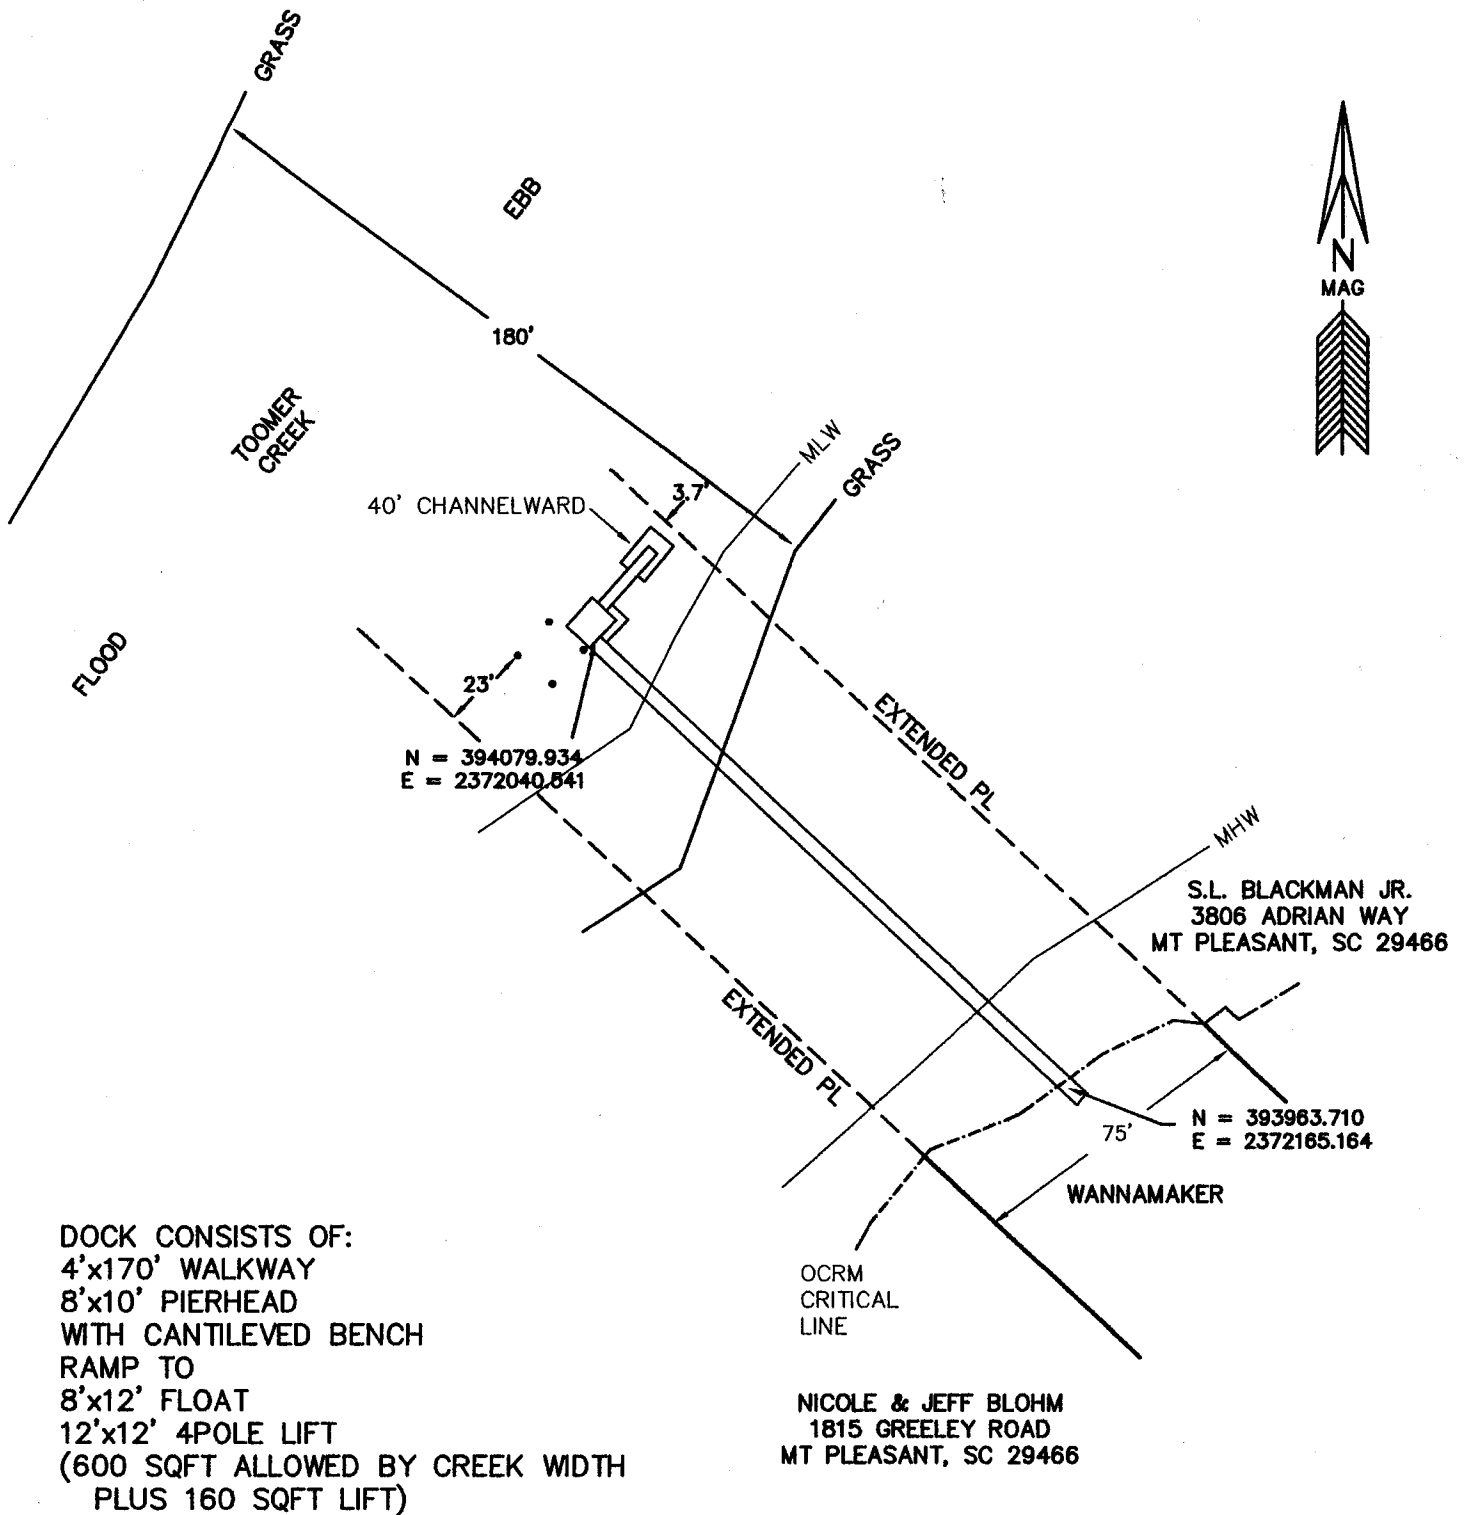 GRASS
EBB
N
MAG
180'
TOOMER
CREEK
MLW
GRASS
3.7'
40' CHANNELWARD
FLOOD
23'
N = 394079.934
E = 2372040.541
EXTENDED PL
MHW
S.L. BLACKMAN JR.
3806 ADRIAN WAY
MT PLEASANT, SC 29466
EXTENDED PL
N = 393963.710
E = 2372165.164
75'
WANNAMAKER
OCRM
CRITICAL
LINE
DOCK CONSISTS OF:
4'x170' WALKWAY
8'x10' PIERHEAD
WITH CANTILEVED BENCH
RAMP TO
8'x12' FLOAT
12'x12' 4POLE LIFT
(600 SQFT ALLOWED BY CREEK WIDTH
PLUS 160 SQFT LIFT)
NICOLE & JEFF BLOHM
1815 GREELEY ROAD
MT PLEASANT, SC 29466